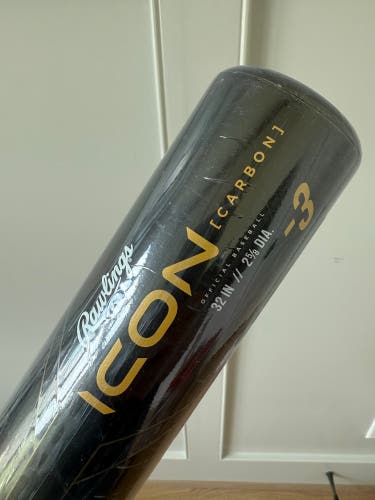 Rawlings
ICON [CARBON]
OFFICIAL BASEBALL
32 IN // 2⅝ DIA.
-3